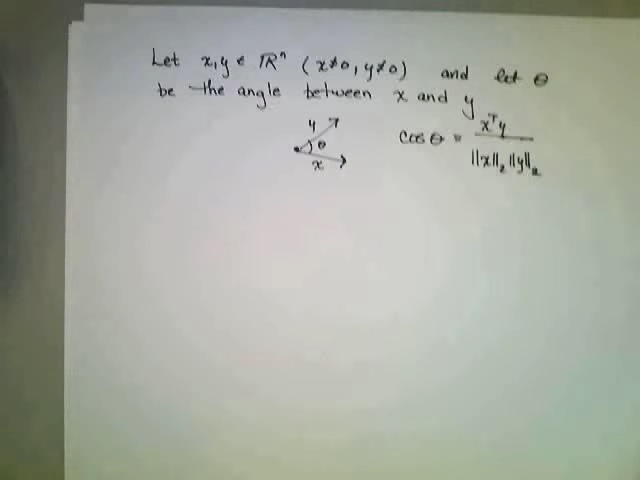 Let x, y ∈ ℝⁿ (x≠0, y≠0) and let θ
be the angle between x and y
y
θ
x
cos θ = xᵀy / ||x||₂ ||y||₂